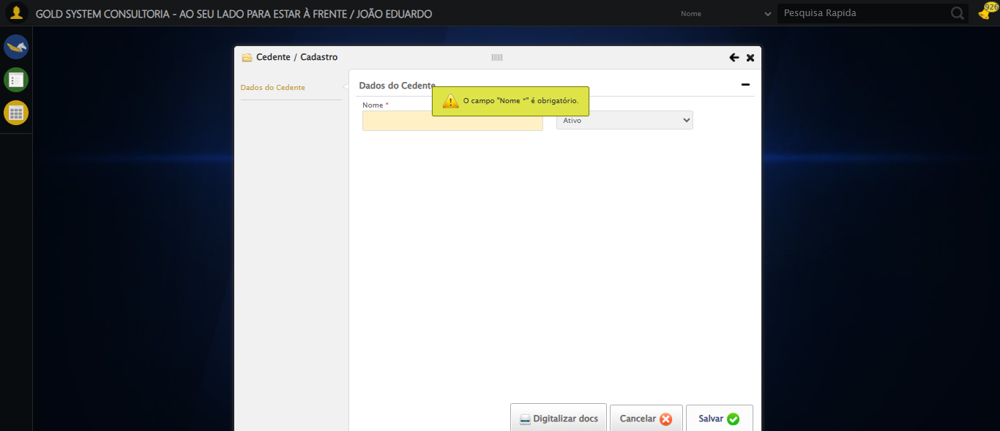 GOLD SYSTEM CONSULTORIA - AO SEU LADO PARA ESTAR À FRENTE / JOÃO EDUARDO
Nome
Pesquisa Rapida
926
Cedente / Cadastro
Dados do Cedente
Dados do Cedente
O campo "Nome *" é obrigatório.
Nome *
Ativo
Digitalizar docs
Cancelar
Salvar